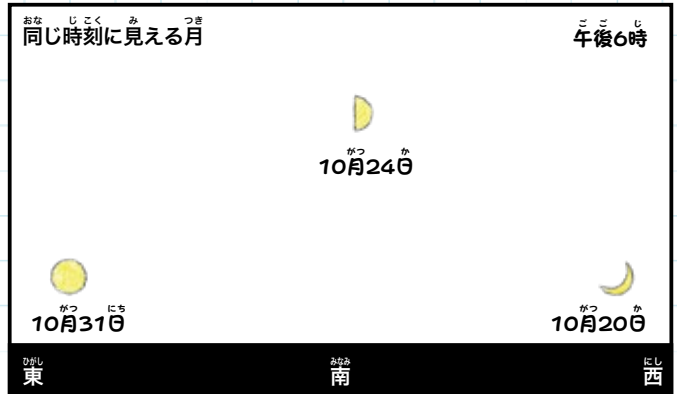 同じ時刻に見える月
午後6時
10月24日
10月31日
10月20日
東 南 西